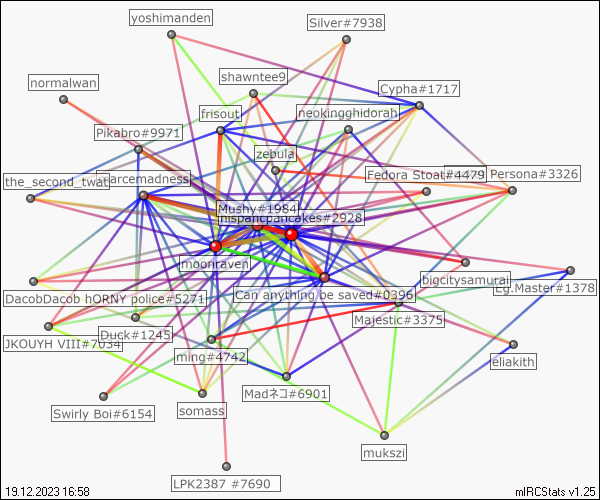 yoshimanden
Silver#7938
shawntee9
normalwan
Cypha#1717
frisout
neokingghidorah
Pikabro#9971
zebula
Fedora Stoat#4479
Persona#3326
the_second_twat
arcemadness
Mushy#1984
hispanicpancakes#2928
moonraven
bigcitysamurai
DacobDacob hORNY police#5271
Can anything be saved#0396
Eg.Master#1378
Majestic#3375
Duck#1245
JKOUYH VIII#7034
ming#4742
eliakith
Madネコ#6901
Swirly Boi#6154
somass
mukszi
LPK2387 #7690
19.12.2023 16:58
mIRCStats v1.25